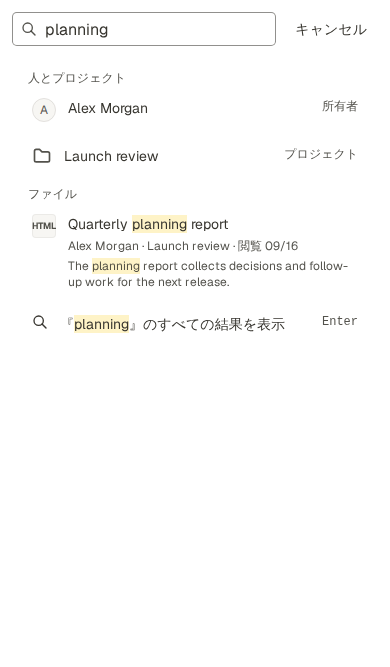 planning
キャンセル
人とプロジェクト
A
Alex Morgan
所有者
Launch review
プロジェクト
ファイル
HTML
Quarterly planning report
Alex Morgan · Launch review · 閲覧 09/16
The planning report collects decisions and follow-
up work for the next release.
『planning』のすべての結果を表示
Enter